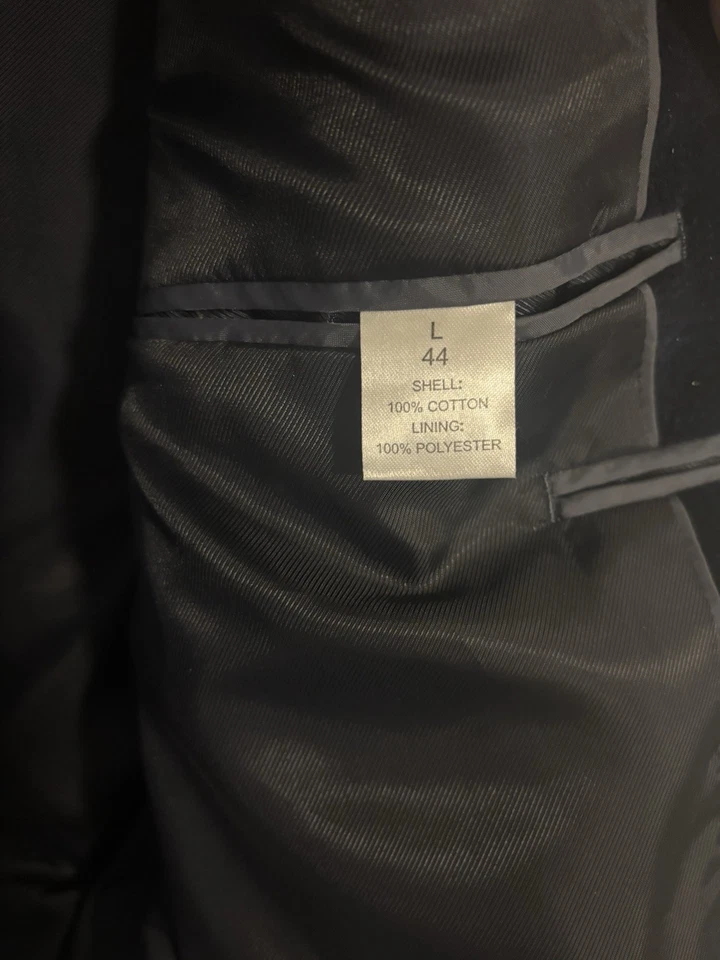 L
44
SHELL:
100% COTTON
LINING:
100% POLYESTER